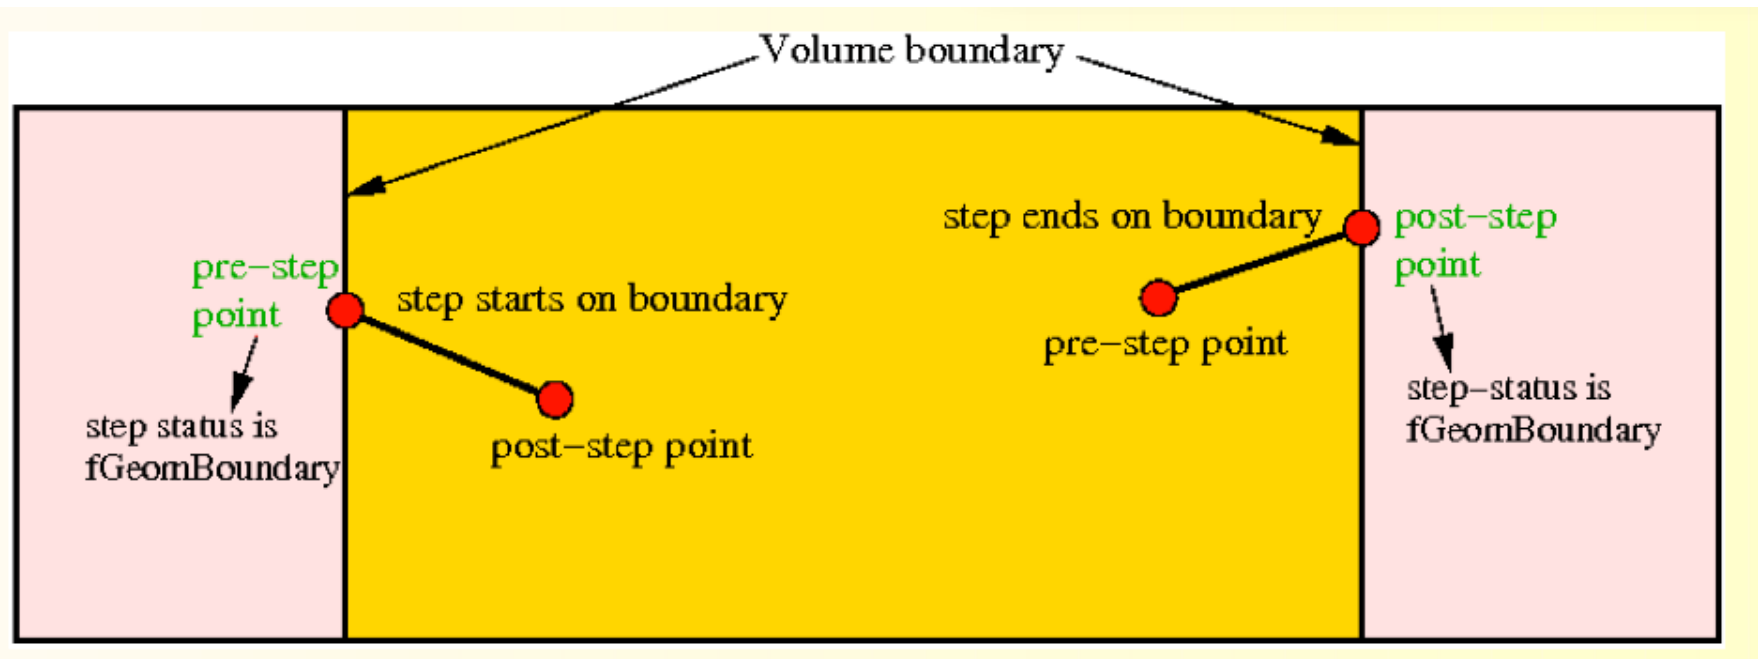 Volume boundary
pre-step
point
step starts on boundary
post-step point
step status is
fGeomBoundary
step ends on boundary
pre-step point
post-step
point
step-status is
fGeomBoundary